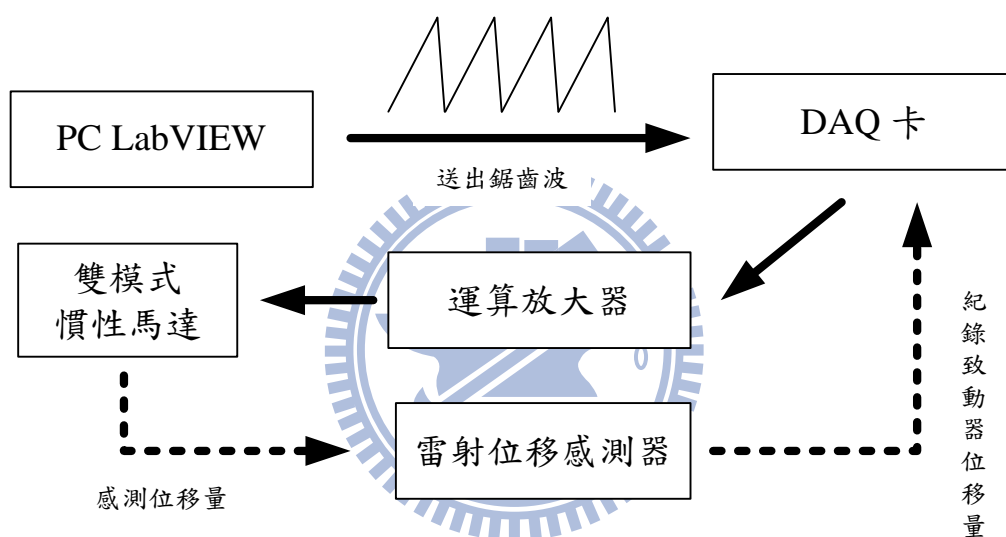 PC LabVIEW
送出鋸齒波
DAQ 卡
雙模式
慣性馬達
運算放大器
紀錄致動器位移量
雷射位移感測器
感測位移量